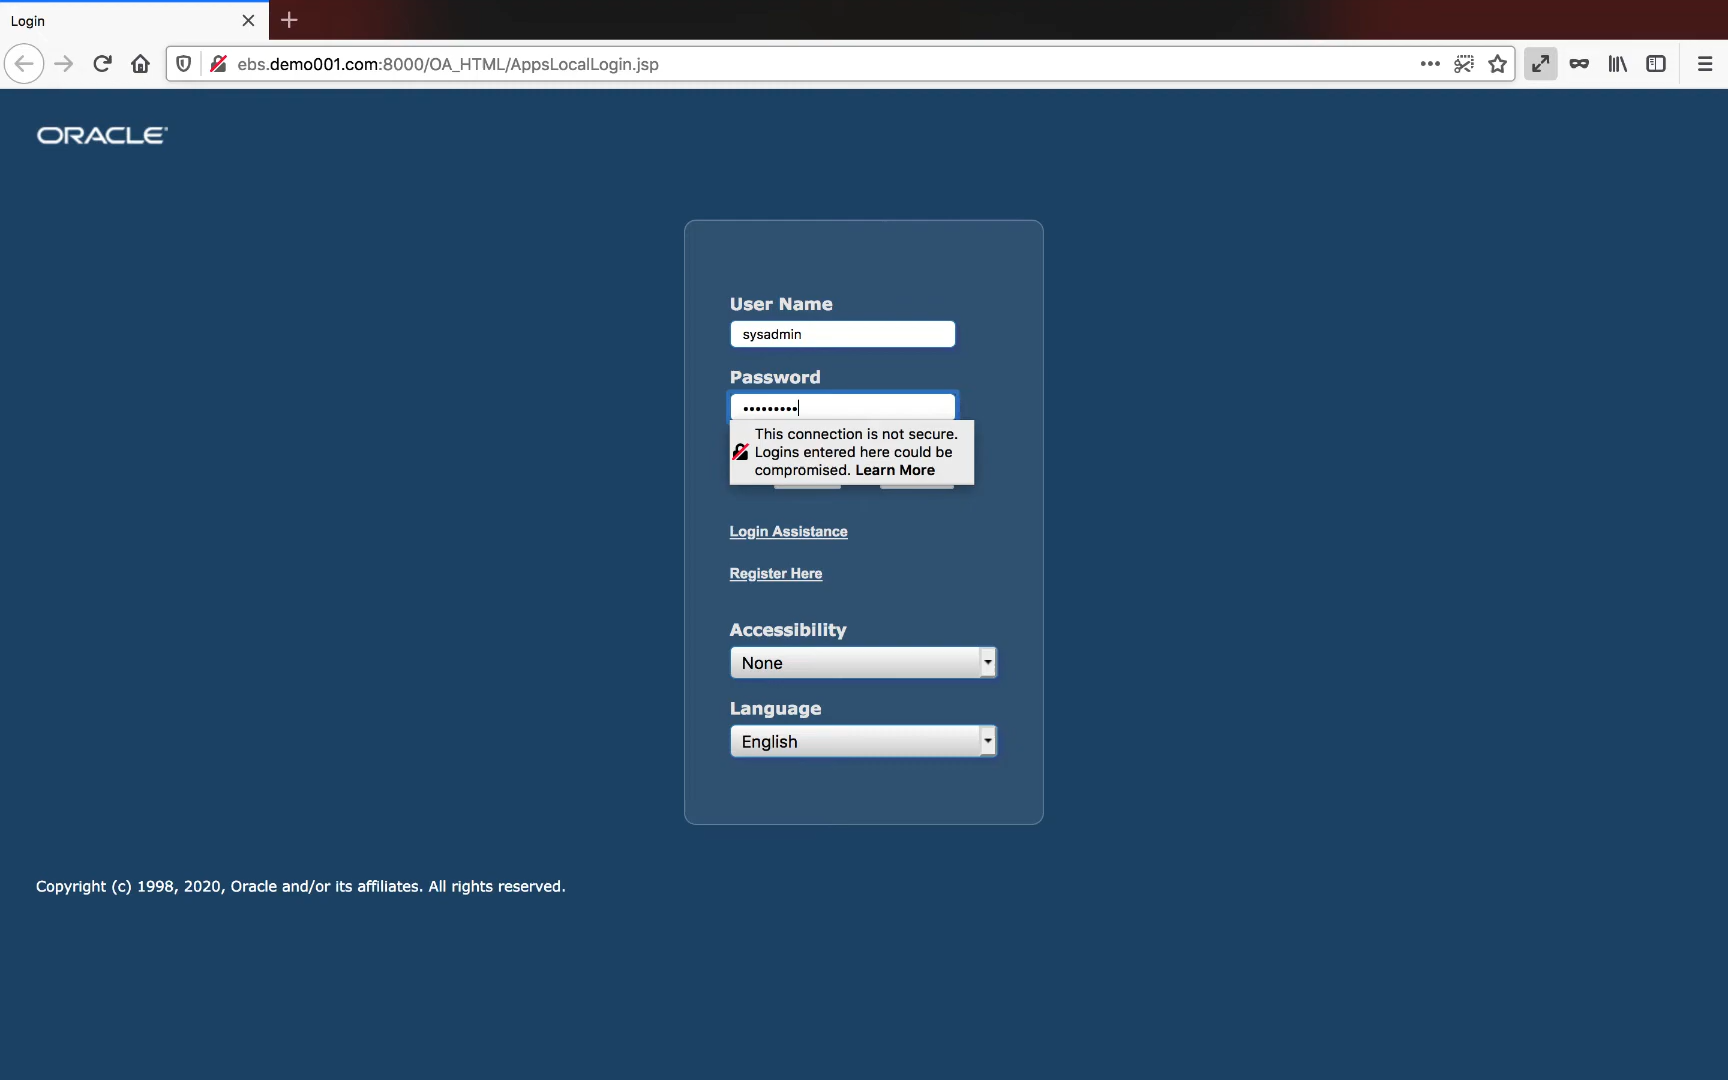 Login
ebs.demo001.com:8000/OA_HTML/AppsLocalLogin.jsp
ORACLE
User Name
sysadmin
Password
•••••••••
This connection is not secure.
Logins entered here could be
compromised. Learn More
Login Assistance
Register Here
Accessibility
None
Language
English
Copyright (c) 1998, 2020, Oracle and/or its affiliates. All rights reserved.